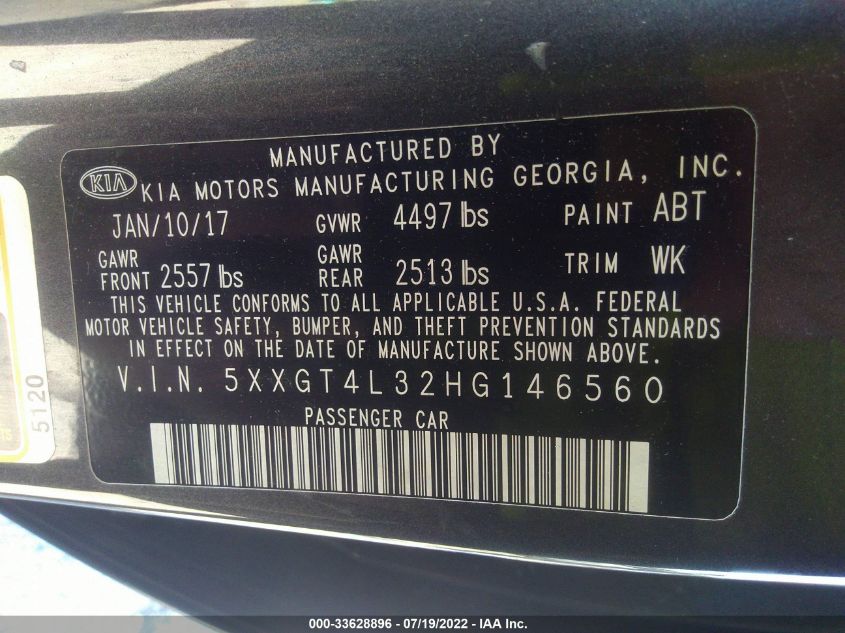 MANUFACTURED BY
KIA KIA MOTORS MANUFACTURING GEORGIA, INC.
JAN/10/17 GVWR 4497 lbs PAINT ABT
GAWR FRONT 2557 lbs GAWR REAR 2513 lbs TRIM WK
THIS VEHICLE CONFORMS TO ALL APPLICABLE U.S.A. FEDERAL
MOTOR VEHICLE SAFETY, BUMPER, AND THEFT PREVENTION STANDARDS
IN EFFECT ON THE DATE OF MANUFACTURE SHOWN ABOVE.
V.I.N. 5XXGT4L32HG146560
PASSENGER CAR
5120
000-33628896 - 07/19/2022 - IAA Inc.